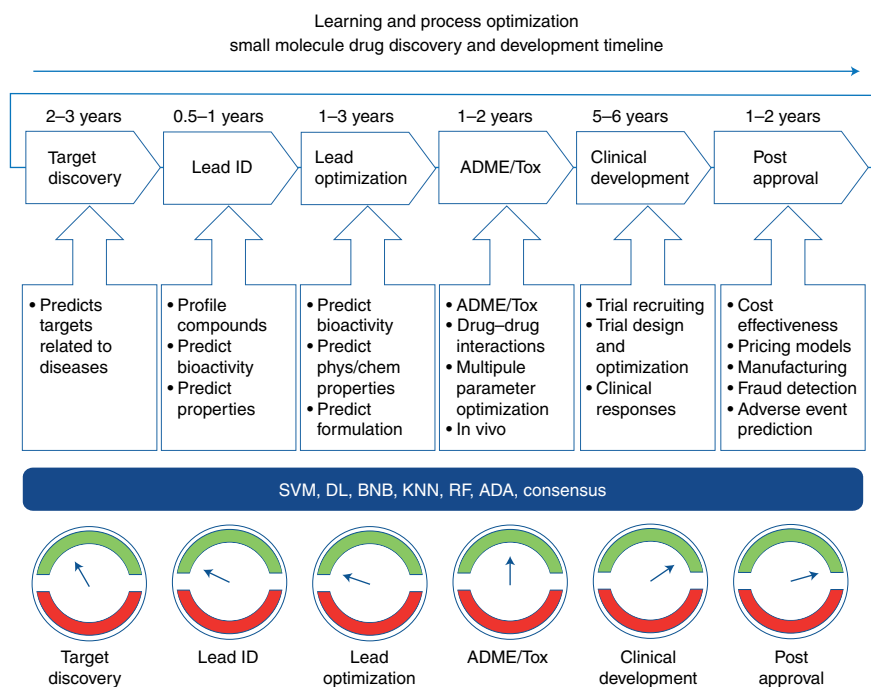 Learning and process optimization
small molecule drug discovery and development timeline
2–3 years
0.5–1 years
1–3 years
1–2 years
5–6 years
1–2 years
Target
discovery
Lead ID
Lead
optimization
ADME/Tox
Clinical
development
Post
approval
• Predicts
targets
related to
diseases
• Profile
compounds
• Predict
bioactivity
• Predict
properties
• Predict
bioactivity
• Predict
phys/chem
properties
• Predict
formulation
• ADME/Tox
• Drug–drug
interactions
• Multipule
parameter
optimization
• In vivo
• Trial recruiting
• Trial design
and
optimization
• Clinical
responses
• Cost
effectiveness
• Pricing models
• Manufacturing
• Fraud detection
• Adverse event
prediction
SVM, DL, BNB, KNN, RF, ADA, consensus
Target
discovery
Lead ID
Lead
optimization
ADME/Tox
Clinical
development
Post
approval